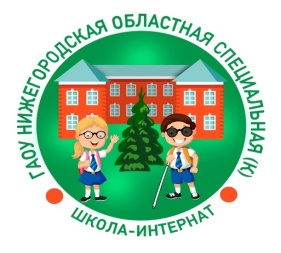 ГАОУ НИЖЕГОРОДСКАЯ ОБЛАСТНАЯ СПЕЦИАЛЬНАЯ (К)
ШКОЛА-ИНТЕРНАТ